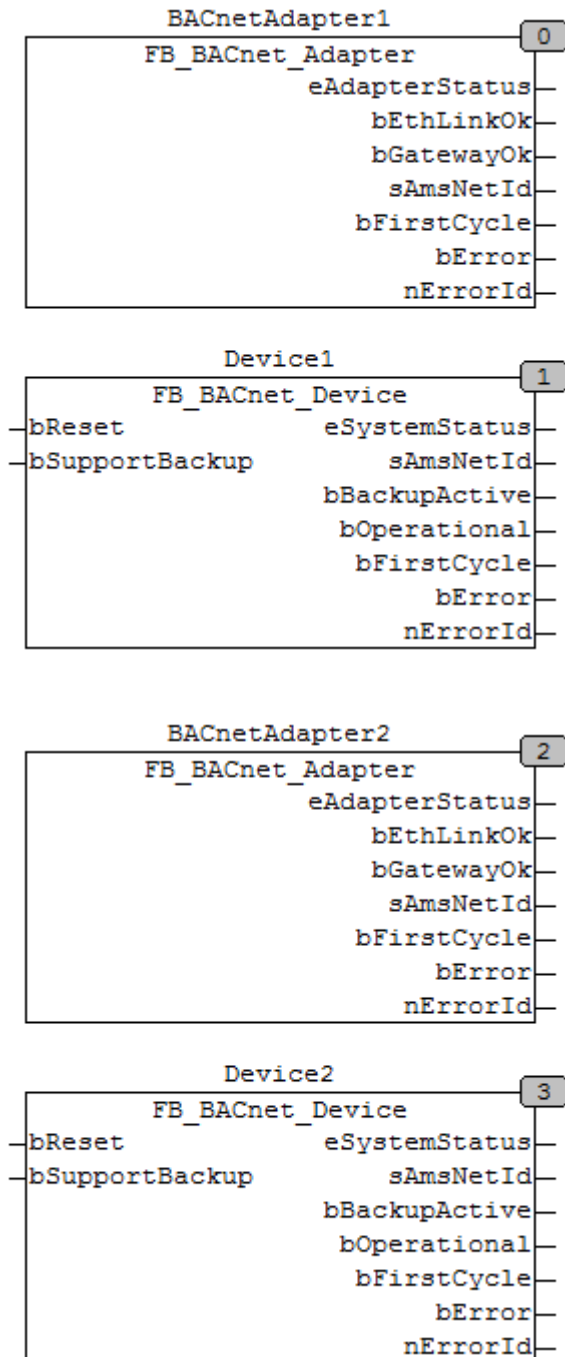 BACnetAdapter1
0
FB_BACnet_Adapter
eAdapterStatus
bEthLinkOk
bGatewayOk
sAmsNetId
bFirstCycle
bError
nErrorId
Device1
1
FB_BACnet_Device
bReset eSystemStatus
bSupportBackup sAmsNetId
bBackupActive
bOperational
bFirstCycle
bError
nErrorId
BACnetAdapter2
2
FB_BACnet_Adapter
eAdapterStatus
bEthLinkOk
bGatewayOk
sAmsNetId
bFirstCycle
bError
nErrorId
Device2
3
FB_BACnet_Device
bReset eSystemStatus
bSupportBackup sAmsNetId
bBackupActive
bOperational
bFirstCycle
bError
nErrorId